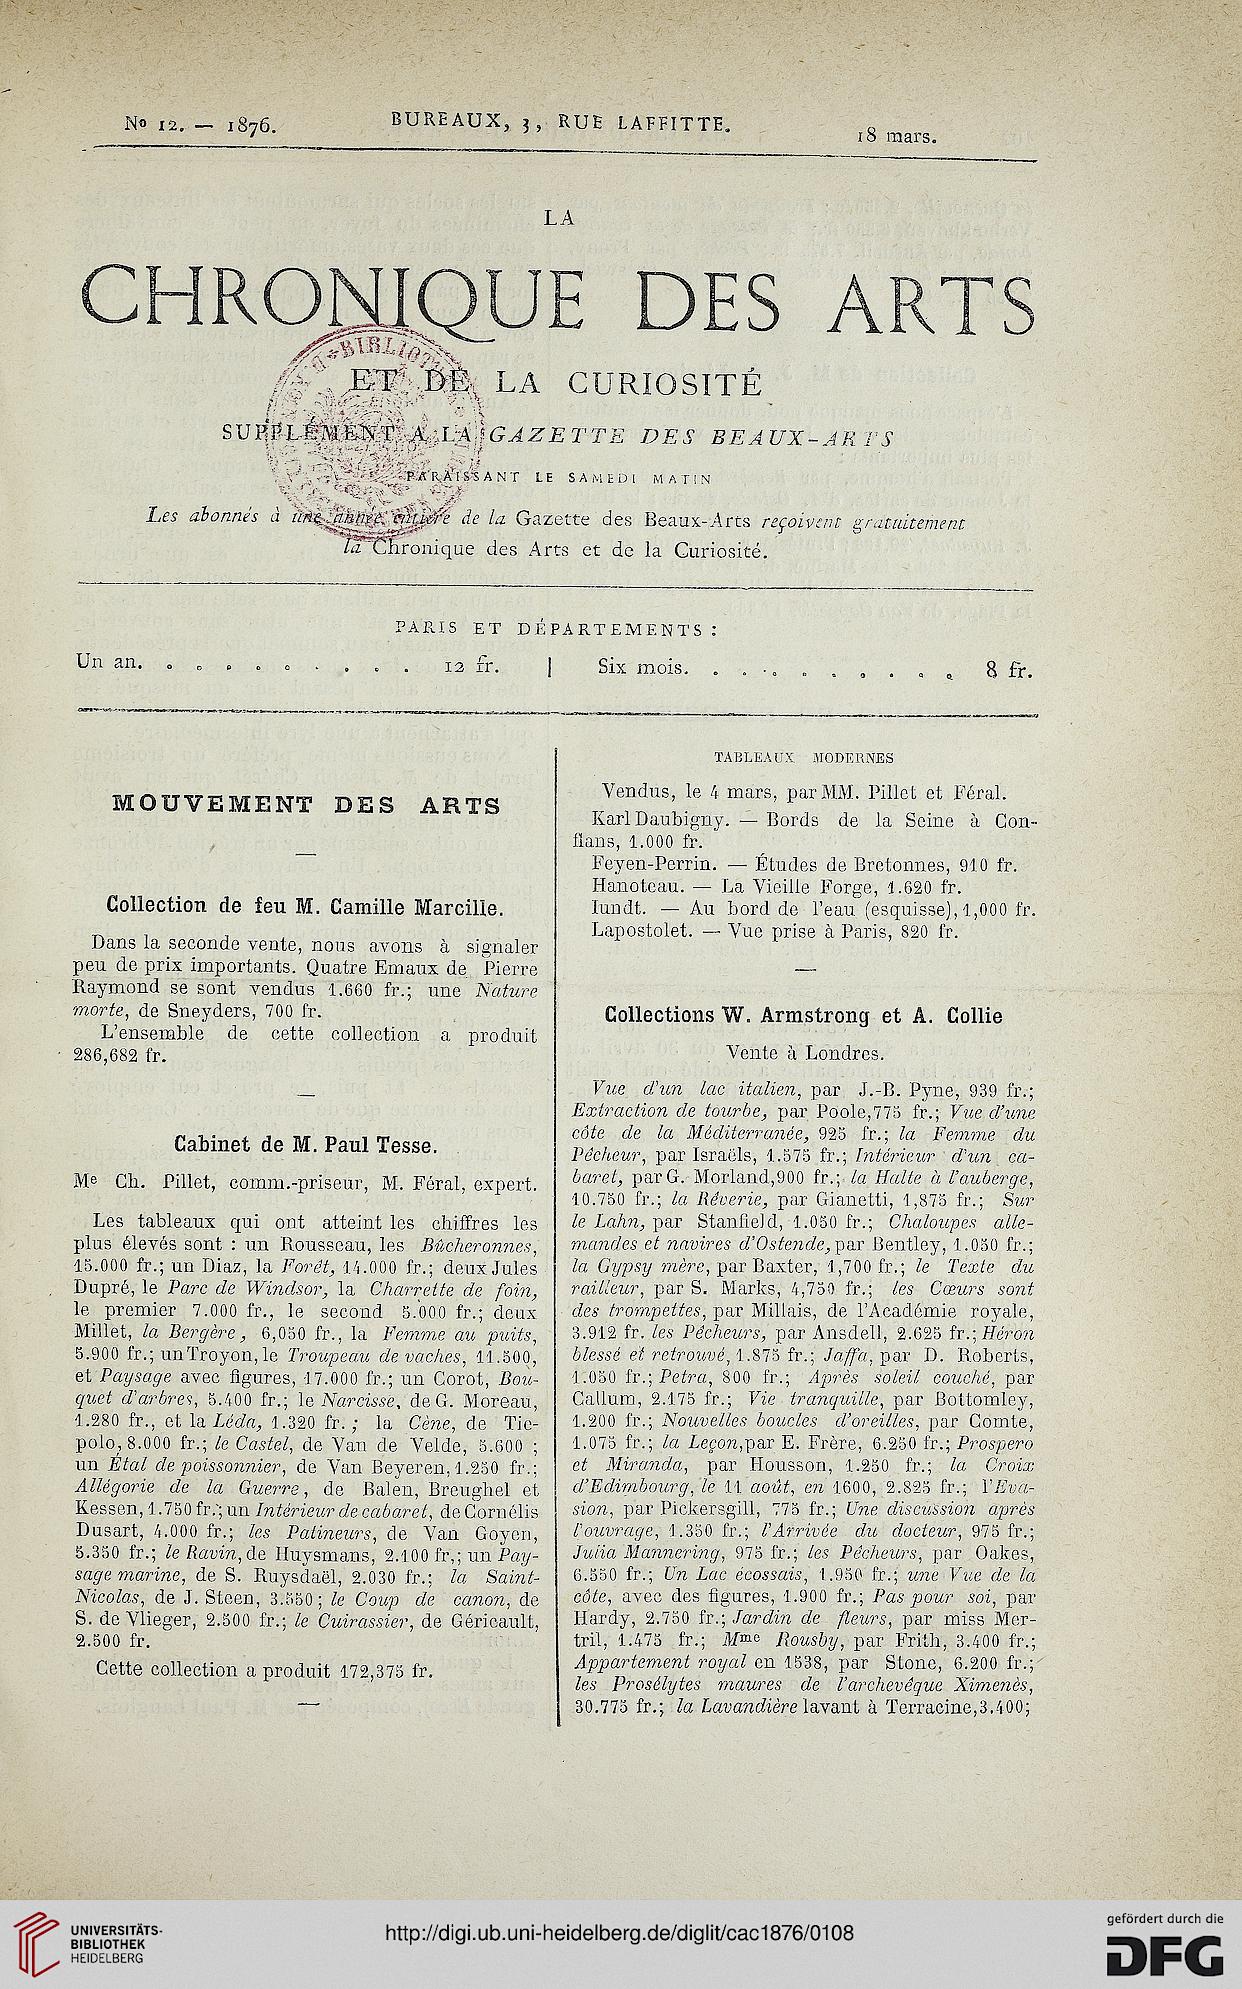 Nº 12. — 1876.
BUREAUX, 3, RUE LAFFITTE.
18 mars.
LA
CHRONIQUE DES ARTS
ET DE LA CURIOSITÉ
SUPPLÉMENT A LA GAZETTE DES BEAUX-ARTS
PARAISSANT LE SAMEDI MATIN
Les abonnés à une année entière de la Gazette des Beaux-Arts reçoivent gratuitement
la Chronique des Arts et de la Curiosité.
PARIS ET DÉPARTEMENTS :
Un an. . . . . . . . . . 12 fr. | Six mois. . . . . . . . . . 8 fr.
MOUVEMENT DES ARTS
—
Collection de feu M. Camille Marcille.
Dans la seconde vente, nous avons à signaler
peu de prix importants. Quatre Emaux de Pierre
Raymond se sont vendus 1.660 fr.; une Nature
morte, de Sneyders, 700 fr.
L'ensemble de cette collection a produit
286,682 fr.
—
Cabinet de M. Paul Tesse.
Me Ch. Pillet, comm.-priseur, M. Féral, expert.
Les tableaux qui ont atteint les chiffres les
plus élevés sont : un Rousseau, les Bûcheronnes,
15.000 fr.; un Diaz, la Forêt, 14.000 fr.; deux Jules
Dupré, le Parc de Windsor, la Charrette de foin,
le premier 7.000 fr., le second 5.000 fr.; deux
Millet, la Bergère, 6,050 fr., la Femme au puits,
5.900 fr.; un Troyon, le Troupeau de vaches, 11.500,
et Paysage avec figures, 17.000 fr.; un Corot, Bou-
quet d'arbres, 5.400 fr.; le Narcisse, de G. Moreau,
1.280 fr., et la Léda, 1.320 fr.; la Cène, de Tie-
polo, 8.000 fr.; le Castel, de Van de Velde, 5.600 ;
un Étal de poissonnier, de Van Beyeren, 1.250 fr.;
Allégorie de la Guerre, de Balen, Breughel et
Kessen, 1.750 fr.; un Intérieur de cabaret, de Cornélis
Dusart, 4.000 fr.; les Patineurs, de Van Goyen,
5.350 fr.; le Ravin, de Huysmans, 2.100 fr,; un Pay-
sage marine, de S. Ruysdaël, 2.030 fr.; la Saint-
Nicolas, de J. Steen, 3.550 ; le Coup de canon, de
S. de Vlieger, 2.500 fr.; le Cuirassier, de Géricault,
2.500 fr.
Cette collection a produit 172,375 fr.
—
TABLEAUX MODERNES
Vendus, le 4 mars, par MM. Pillet et Féral.
Karl Daubigny. — Bords de la Seine à Con-
flans, 1.000 fr.
Feyen-Perrin. — Études de Bretonnes, 910 fr.
Hanoteau. — La Vieille Forge, 1.620 fr.
Iundt. — Au bord de l'eau (esquisse), 1,000 fr.
Lapostolet. — Vue prise à Paris, 820 fr.
—
Collections W. Armstrong et A. Collie
Vente à Londres.
Vue d'un lac italien, par J.-B. Pyne, 939 fr.;
Extraction de tourbe, par Poole, 775 fr.; Vue d'une
côte de la Méditerranée, 925 fr.; la Femme du
Pêcheur, par Israëls, 1.575 fr.; Intérieur d'un ca-
baret, par G. Morland, 900 fr.; la Halte à l'auberge,
10.750 fr.; la Rêverie, par Gianetti, 1,875 fr.; Sur
le Lahn, par Stanfield, 1.050 fr.; Chaloupes alle-
mandes et navires d'Ostende, par Bentley, 1.050 fr.;
la Gypsy mère, par Baxter, 1,700 fr.; le Texte du
railleur, par S. Marks, 4,750 fr.; les Cœurs sont
des trompettes, par Millais, de l'Académie royale,
3.912 fr. les Pêcheurs, par Ansdell, 2.625 fr.; Héron
blessé et retrouvé, 1.875 fr.; Jaffa, par D. Roberts,
1.050 fr.; Petra, 800 fr.; Après soleil couché, par
Callum, 2.175 fr.; Vie tranquille, par Bottomley,
1.200 fr.; Nouvelles boucles d'oreilles, par Comte,
1.075 fr.; la Leçon, par E. Frère, 6.250 fr.; Prospero
et Miranda, par Housson, 1.250 fr.; la Croix
d'Edimbourg, le 11 août, en 1600, 2.825 fr.; l'Eva-
sion, par Pickersgill, 775 fr.; Une discussion après
l'ouvrage, 1.350 fr.; l'Arrivée du docteur, 975 fr.;
Julia Mannering, 975 fr.; les Pêcheurs, par Oakes,
6.550 fr.; Un Lac écossais, 1.950 fr.; une Vue de la
côte, avec des figures, 1.900 fr.; Pas pour soi, par
Hardy, 2.750 fr.; Jardin de fleurs, par miss Mer-
tril, 1.475 fr.; Mme Rousby, par Frith, 3.400 fr.;
Appartement royal en 1538, par Stone, 6.200 fr.;
les Prosélytes maures de l'archevêque Ximenès,
30.775 fr.; la Lavandière lavant à Terracine, 3.400;
UNIVERSITÄTS-
BIBLIOTHEK
HEIDELBERG
http://digi.ub.uni-heidelberg.de/diglit/cac1876/0108
gefördert durch die
DFG